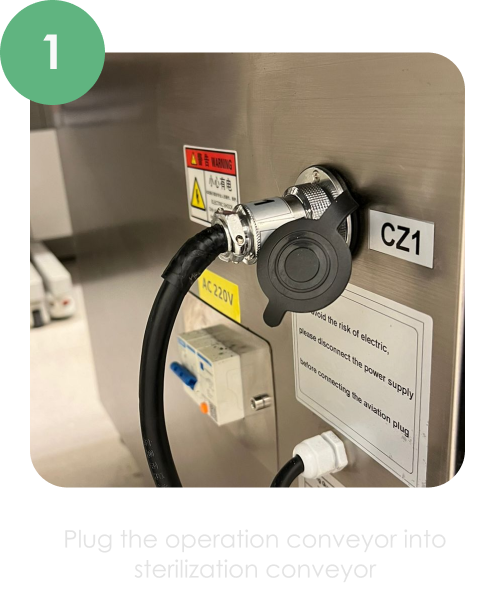 1
警告 WARNING
小心有电
CZ1
AC 220V
avoid the risk of electric,
please disconnect the power supply
before connecting the aviation plug
Plug the operation conveyor into
sterilization conveyor